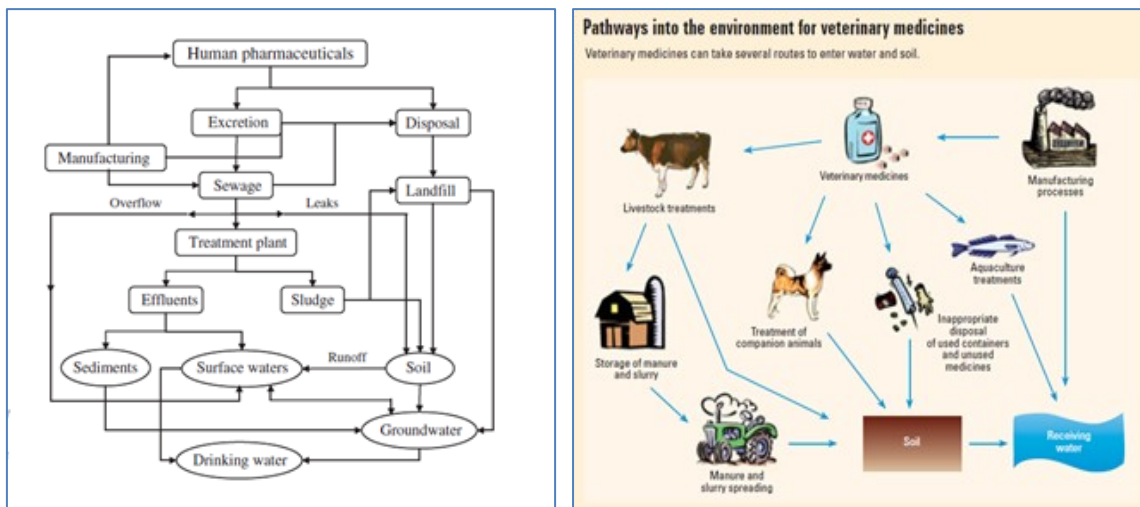 Human pharmaceuticals
Excretion
Disposal
Manufacturing
Sewage
Landfill
Overflow
Leaks
Treatment plant
Effluents
Sludge
Sediments
Surface waters
Runoff
Soil
Groundwater
Drinking water
Pathways into the environment for veterinary medicines
Veterinary medicines can take several routes to enter water and soil.
Livestock treatments
Veterinary medicines
Manufacturing
processes
Storage of manure
and slurry
Treatment of
companion animals
Inappropriate
disposal
of used containers
and unused
medicines
Aquaculture
treatments
Manure and
slurry spreading
Soil
Receiving
water